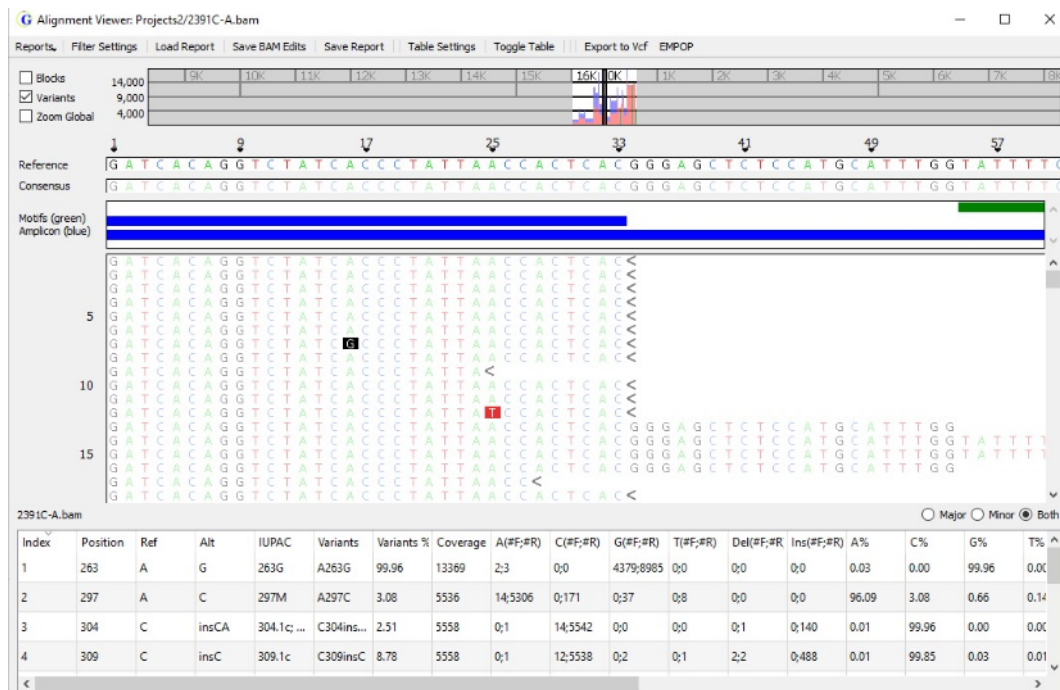 G Alignment Viewer: Projects2/2391C-A.bam
Reports Filter Settings Load Report Save BAM Edits Save Report Table Settings Toggle Table Export to Vcf EMPOP
Blocks
Variants
Zoom Global
14,000
9,000
4,000
9K 10K 11K 12K 13K 14K 15K 16K 0K 1K 2K 3K 4K 5K 6K 7K 8K
1 9 17 25 33 41 49 57
Reference G A T C A C A G G T C T A T C A C C C T A T T A A C C A C T C A C G G G A G C T C T C C A T G C A T T T G G T A T T T T C
Consensus G A T C A C A G G T C T A T C A C C C T A T T A A C C A C T C A C G G G A G C T C T C C A T G C A T T T G G T A T T T T C
Motifs (green)
Amplicon (blue)
G A T C A C A G G T C T A T C A C C C T A T T A A C C A C T C A C <
G A T C A C A G G T C T A T C A C C C T A T T A A C C A C T C A C <
G A T C A C A G G T C T A T C A C C C T A T T A A C C A C T C A C <
G A T C A C A G G T C T A T C A C C C T A T T A A C C A C T C A C <
5 G A T C A C A G G T C T A T C A C C C T A T T A A C C A C T C A C <
G A T C A C A G G T C T A T C A C C C T A T T A A C C A C T C A C <
G A T C A C A G G T C T A T C G C C C T A T T A A C C A C T C A C <
G A T C A C A G G T C T A T C A C C C T A T T A A C C A C T C A C <
G A T C A C A G G T C T A T C A C C C T A T T A <
10 G A T C A C A G G T C T A T C A C C C T A T T A A C C A C T C A C <
G A T C A C A G G T C T A T C A C C C T A T T A A C C A C T C A C <
G A T C A C A G G T C T A T C A C C C T A T T A T C C A C T C A C <
G A T C A C A G G T C T A T C A C C C T A T T A A C C A C T C A C G G G A G C T C T C C A T G C A T T T G G
G A T C A C A G G T C T A T C A C C C T A T T A A C C A C T C A C G G G A G C T C T C C A T G C A T T T G G T A T T T T
15 G A T C A C A G G T C T A T C A C C C T A T T A A C C A C T C A C G G G A G C T C T C C A T G C A T T T G G T A T T T T
G A T C A C A G G T C T A T C A C C C T A T T A A C C A C T C A C G G G A G C T C T C C A T G C A T T T G G
G A T C A C A G G T C T A T C A C C C T A T T A A C C <
G A T C A C A G G T C T A T C A C C C T A T T A A C C A C T C A C <
2391C-A.bam Major Minor Both
Index Position Ref Alt IUPAC Variants Variants % Coverage A(#F;#R) C(#F;#R) G(#F;#R) T(#F;#R) Del(#F;#R Ins(#F;#R) A% C% G% T%
1 263 A G 263G A263G 99.96 13369 2;3 0;0 4379;8985 0;0 0;0 0;0 0.03 0.00 99.96 0.00
2 297 A C 297M A297C 3.08 5536 14;5306 0;171 0;37 0;8 0;0 0;0 96.09 3.08 0.66 0.14
3 304 C insCA 304.1c; ... C304ins... 2.51 5558 0;1 14;5542 0;0 0;0 0;1 0;140 0.01 99.96 0.00 0.00
4 309 C insC 309.1c C309insC 8.78 5558 0;1 12;5538 0;2 0;1 2;2 0;488 0.01 99.85 0.03 0.01